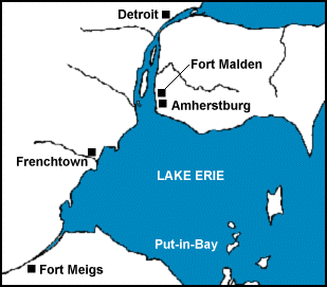 Detroit
Fort Malden
Amherstburg
Frenchtown
LAKE ERIE
Put-in-Bay
Fort Meigs